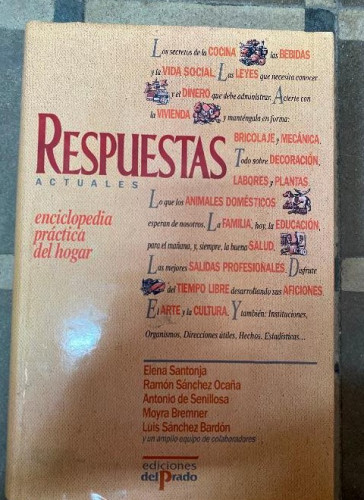 Los secretos de la COCINA las BEBIDAS
y la VIDA SOCIAL. Las LEYES que necesita conocer
y el DINERO que debe administrar. Acierte con
la VIVIENDA y manténgala en forma:
BRICOLAJE y MECÁNICA.
RESPUESTAS
ACTUALES
Todo sobre DECORACIÓN,
LABORES y PLANTAS.
enciclopedia
práctica
del hogar
Lo que los ANIMALES DOMÉSTICOS
esperan de nosotros. La FAMILIA, hoy, la EDUCACIÓN,
para el mañana, y, siempre, la buena SALUD.
Las mejores SALIDAS PROFESIONALES. Disfrute
del TIEMPO LIBRE desarrollando sus AFICIONES.
El ARTE y la CULTURA. Y también: Instituciones,
Organismos, Direcciones útiles, Hechos, Estadísticas...
Elena Santonja
Ramón Sánchez Ocaña
Antonio de Senillosa
Moyra Bremner
Luis Sánchez Bardón
y un amplio equipo de colaboradores
ediciones
del Prado